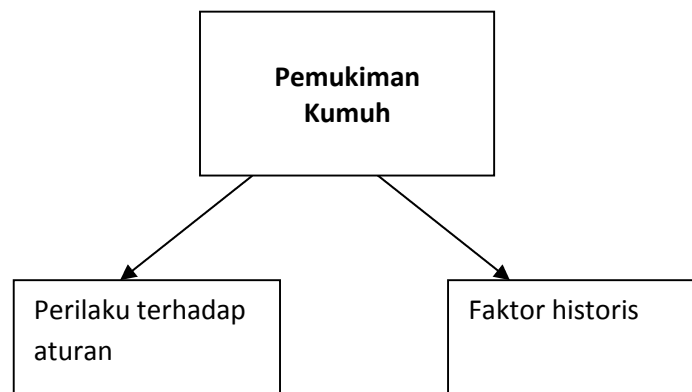 Pemukiman
Kumuh
Perilaku terhadap
aturan
Faktor historis